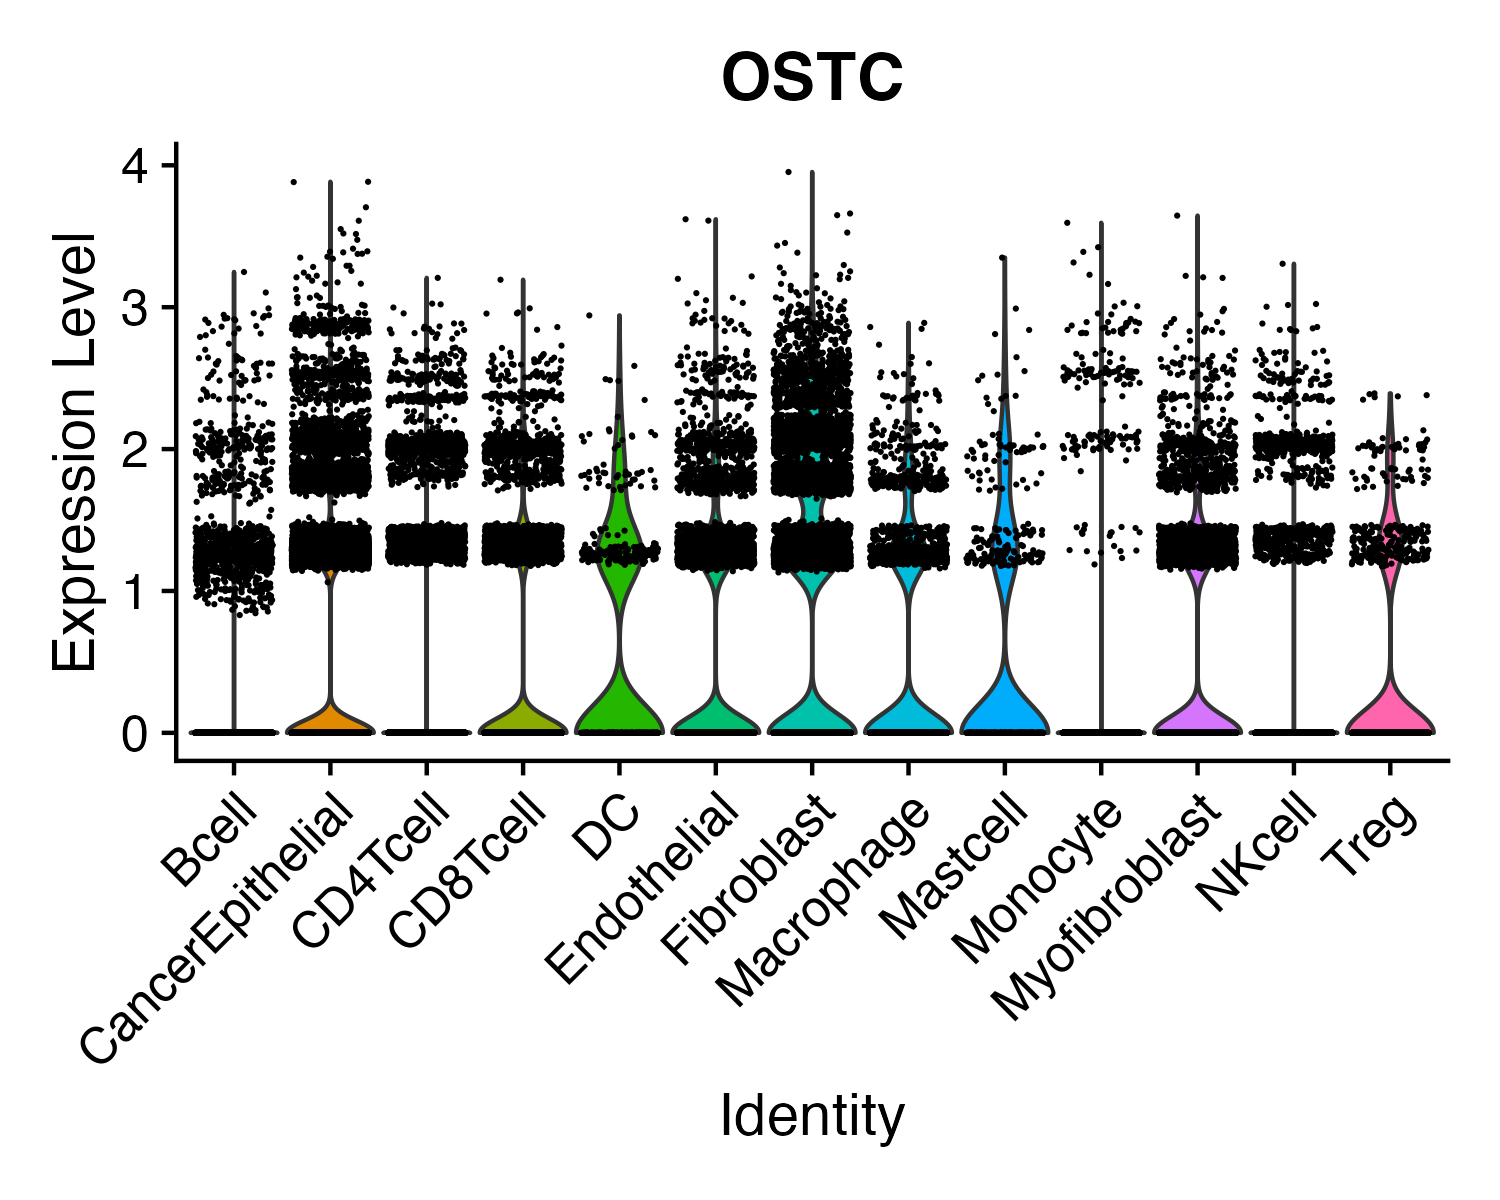 OSTC
Expression Level
4
3
2
1
0
Bcell
CancerEpithelial
CD4Tcell
CD8Tcell
DC
Endothelial
Fibroblast
Macrophage
Mastcell
Monocyte
Myofibroblast
NKcell
Treg
Identity